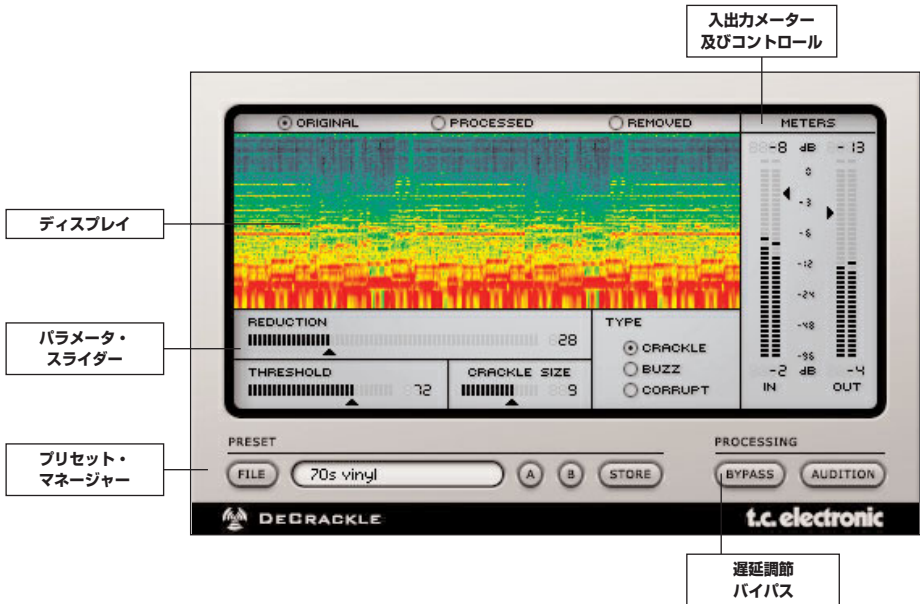 入出力メーター
及びコントロール
ORIGINAL
PROCESSED
REMOVED
METERS
-8 dB -13
0
-3
-6
-12
-24
-48
-96
-2 dB -4
IN OUT
ディスプレイ
パラメータ・
スライダー
REDUCTION
28
THRESHOLD
72
CRACKLE SIZE
9
TYPE
CRACKLE
BUZZ
CORRUPT
プリセット・
マネージャー
PRESET
FILE
70s vinyl
A
B
STORE
PROCESSING
BYPASS
AUDITION
DECRACKLE
t.c. electronic
遅延調節
バイパス